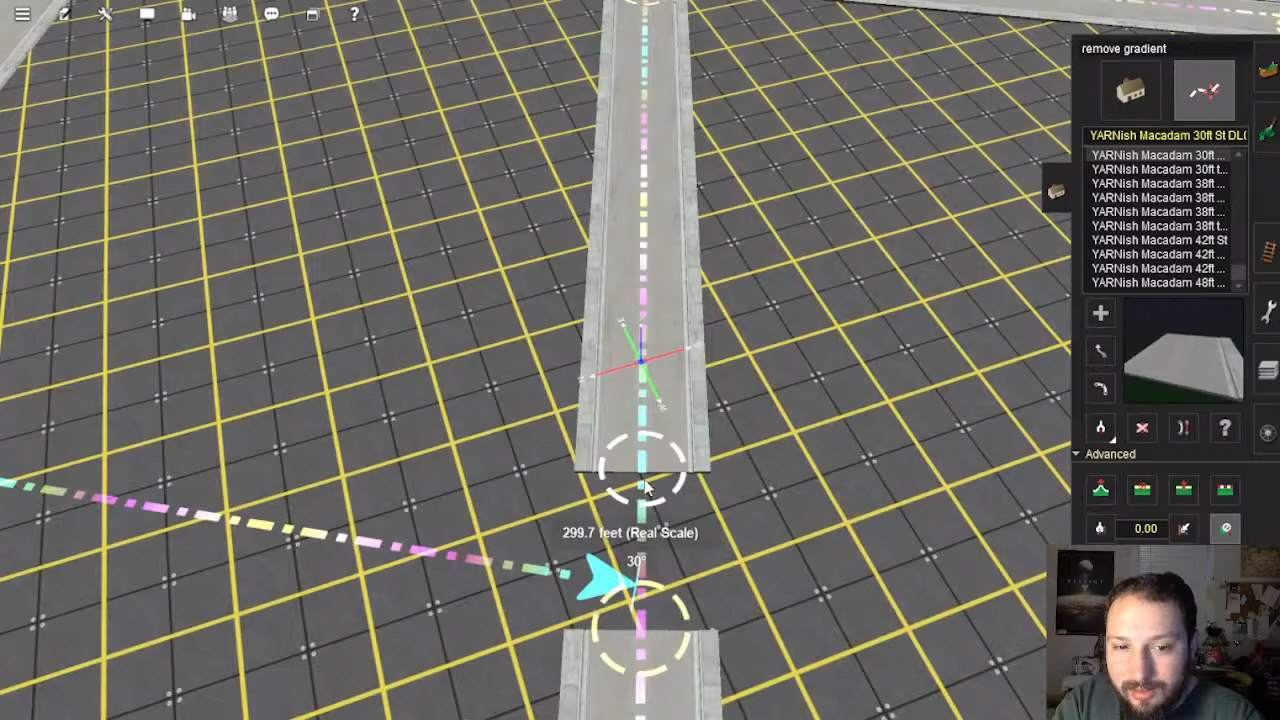 remove gradient
YARNish Macadam 30ft St DL(
YARNish Macadam 30ft ...
YARNish Macadam 30ft t...
YARNish Macadam 38ft ...
YARNish Macadam 38ft ...
YARNish Macadam 38ft ...
YARNish Macadam 38ft t...
YARNish Macadam 42ft St
YARNish Macadam 42ft ...
YARNish Macadam 42ft ...
YARNish Macadam 48ft ...
Advanced
0.00
299.7 feet (Real Scale)
30°
DESTINY